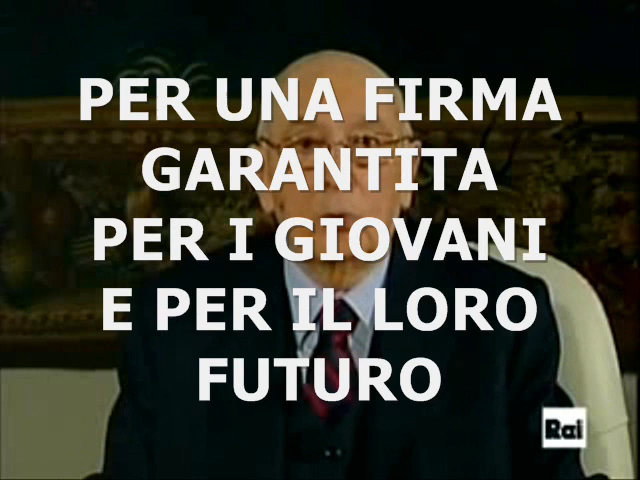 PER UNA FIRMA
GARANTITA
PER I GIOVANI
E PER IL LORO
FUTURO
Rai